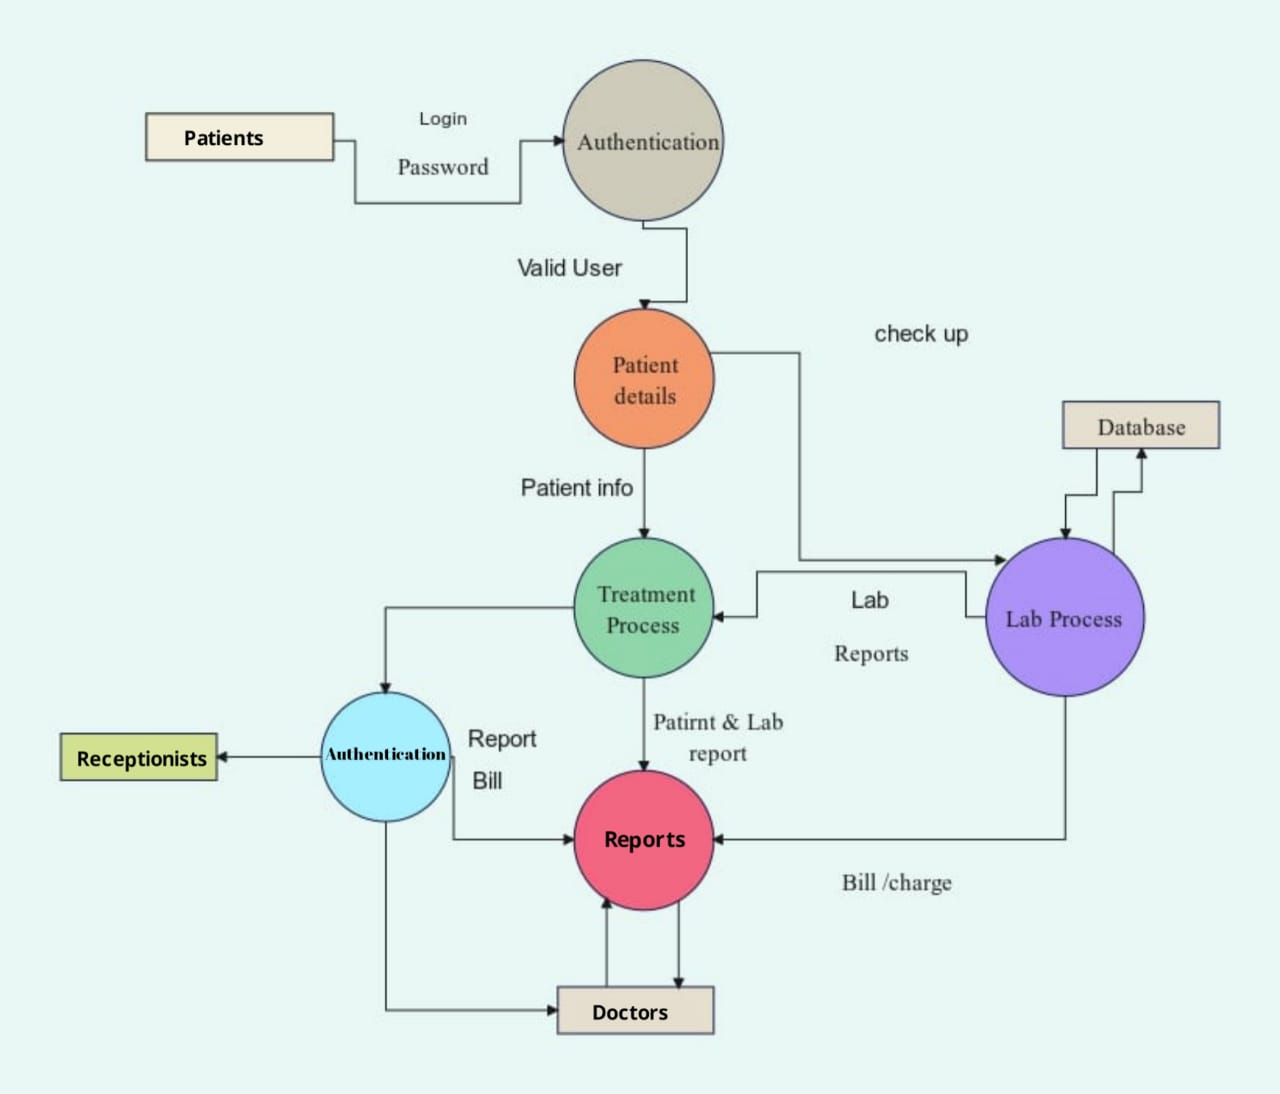 Login
Patients
Password
Authentication
Valid User
check up
Patient
details
Database
Patient info
Treatment
Process
Lab
Reports
Lab Process
Receptionists
Authentication
Report
Bill
Patirnt & Lab
report
Reports
Bill /charge
Doctors